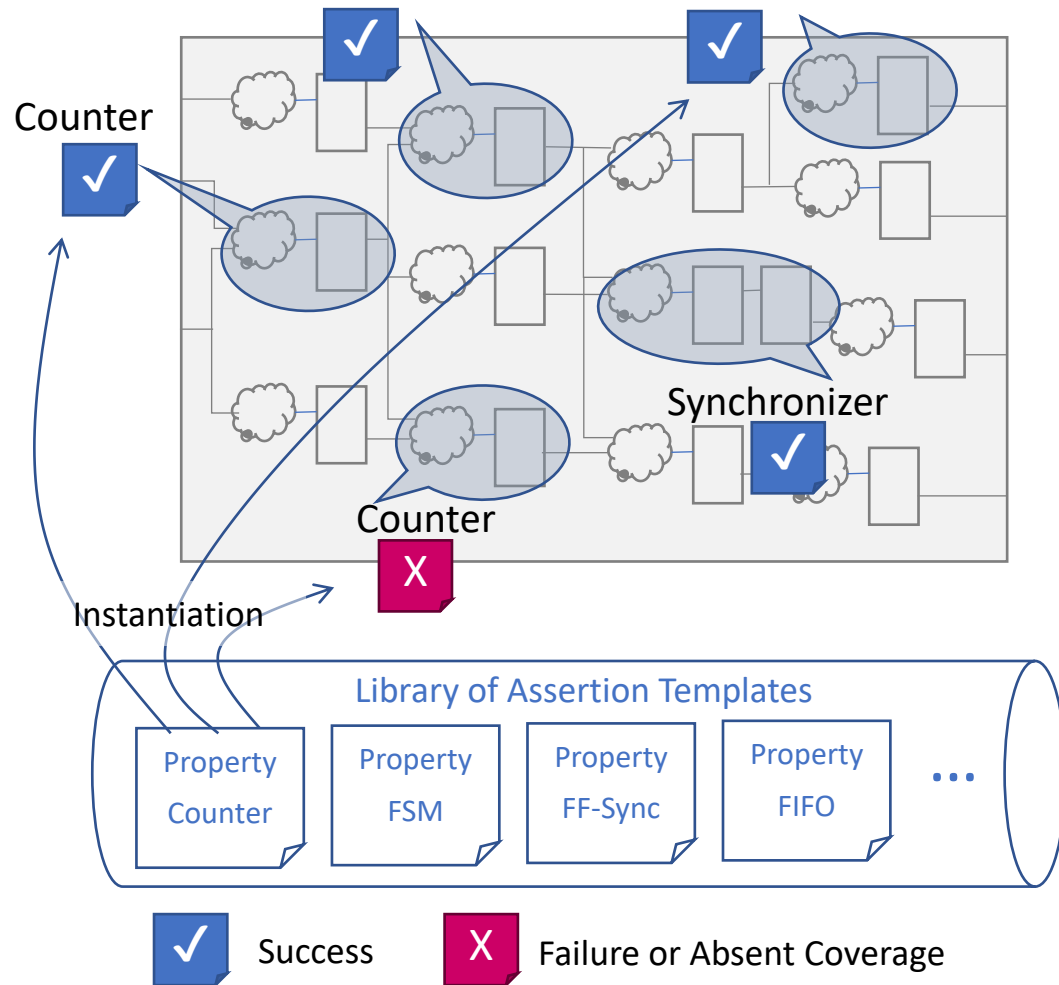 Counter
Synchronizer
Counter
X
Instantiation
Library of Assertion Templates
Property
Counter
Property
FSM
Property
FF-Sync
Property
FIFO
...
Success
X
Failure or Absent Coverage